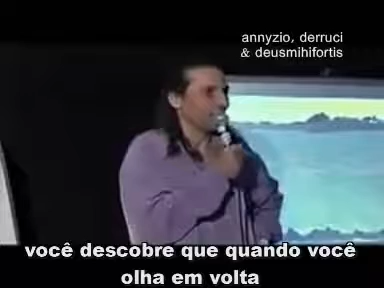 annyzio, derruci
& deusmihifortis
você descobre que quando você
olha em volta